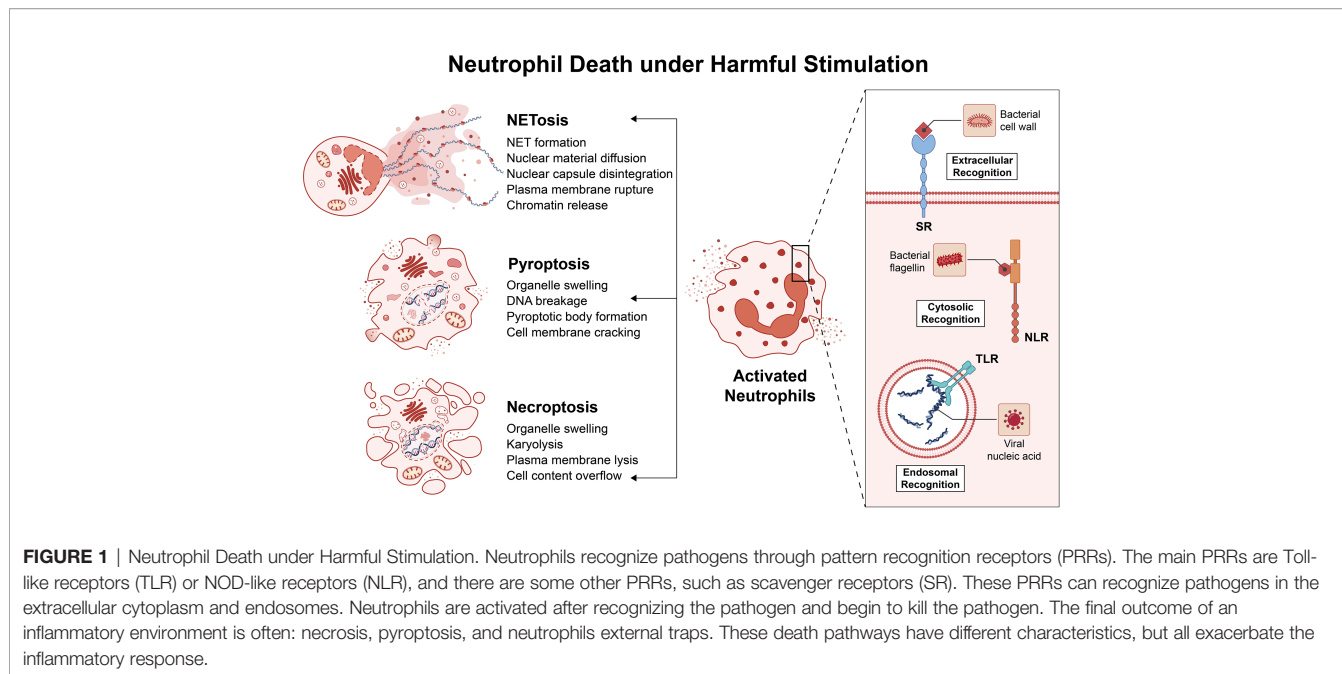 Neutrophil Death under Harmful Stimulation
NETosis
NET formation
Nuclear material diffusion
Nuclear capsule disintegration
Plasma membrane rupture
Chromatin release
Pyroptosis
Organelle swelling
DNA breakage
Pyroptotic body formation
Cell membrane cracking
Necroptosis
Organelle swelling
Karyolysis
Plasma membrane lysis
Cell content overflow
Activated
Neutrophils
Bacterial
cell wall
Extracellular
Recognition
SR
Bacterial
flagellin
Cytosolic
Recognition
NLR
TLR
Viral
nucleic acid
Endosomal
Recognition
FIGURE 1 | Neutrophil Death under Harmful Stimulation. Neutrophils recognize pathogens through pattern recognition receptors (PRRs). The main PRRs are Toll-
like receptors (TLR) or NOD-like receptors (NLR), and there are some other PRRs, such as scavenger receptors (SR). These PRRs can recognize pathogens in the
extracellular cytoplasm and endosomes. Neutrophils are activated after recognizing the pathogen and begin to kill the pathogen. The final outcome of an
inflammatory environment is often: necrosis, pyroptosis, and neutrophils external traps. These death pathways have different characteristics, but all exacerbate the
inflammatory response.